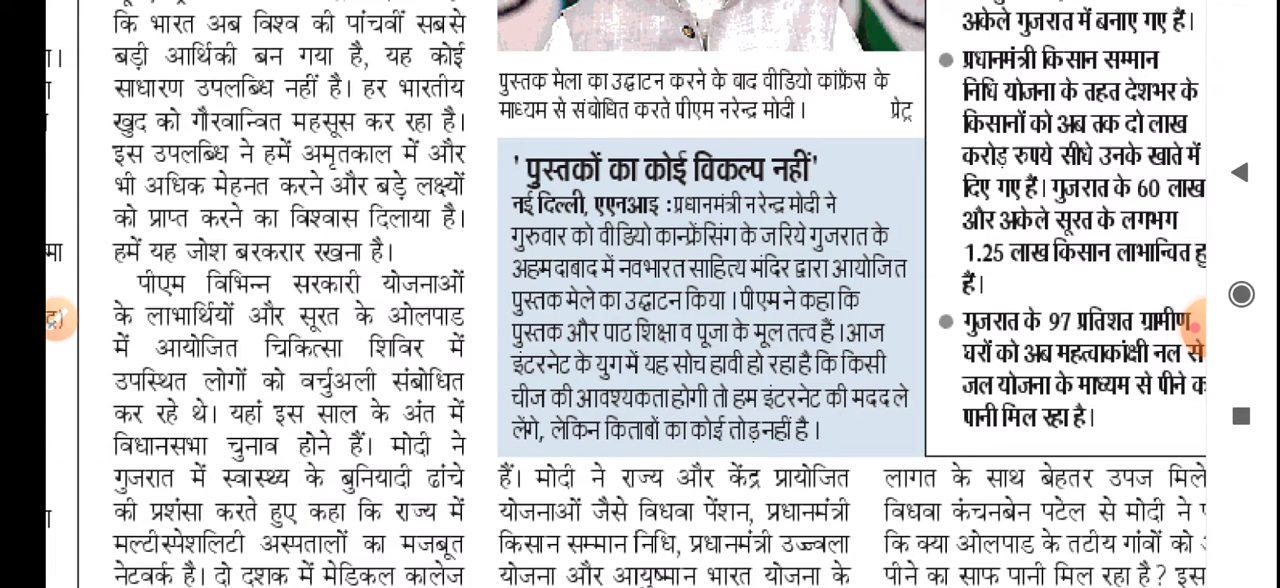 कि भारत अब विश्व की पांचवीं सबसे
बड़ी आर्थिकी बन गया है, यह कोई
साधारण उपलब्धि नहीं है। हर भारतीय
खुद को गौरवान्वित महसूस कर रहा है।
इस उपलब्धि ने हमें अमृतकाल में और
भी अधिक मेहनत करने और बड़े लक्ष्यों
को प्राप्त करने का विश्वास दिलाया है।
हमें यह जोश बरकरार रखना है।
पीएम विभिन्न सरकारी योजनाओं
के लाभार्थियों और सूरत के ओलपाड
में आयोजित चिकित्सा शिविर में
उपस्थित लोगों को वर्चुअली संबोधित
कर रहे थे। यहां इस साल के अंत में
विधानसभा चुनाव होने हैं। मोदी ने
गुजरात में स्वास्थ्य के बुनियादी ढांचे
की प्रशंसा करते हुए कहा कि राज्य में
मल्टीस्पेशलिटी अस्पतालों का मजबूत
नेटवर्क है। दो दशक में मेडिकल कालेज
पुस्तक मेला का उद्घाटन करने के बाद वीडियो कांफ्रेंस के
माध्यम से संबोधित करते पीएम नरेन्द्र मोदी। प्रेट्र
'पुस्तकों का कोई विकल्प नहीं'
नई दिल्ली, एएनआइ : प्रधानमंत्री नरेन्द्र मोदी ने
गुरुवार को वीडियो कान्फ्रेंसिंग के जरिये गुजरात के
अहमदाबाद में नवभारत साहित्य मंदिर द्वारा आयोजित
पुस्तक मेले का उद्घाटन किया। पीएम ने कहा कि
पुस्तक और पाट शिक्षा व पूजा के मूल तत्व हैं। आज
इंटरनेट के युग में यह सोच हावी हो रहा है कि किसी
चीज की आवश्यकता होगी तो हम इंटरनेट की मदद ले
लेंगे, लेकिन किताबों का कोई तोड़ नहीं है।
हैं। मोदी ने राज्य और केंद्र प्रायोजित
योजनाओं जैसे विधवा पेंशन, प्रधानमंत्री
किसान सम्मान निधि, प्रधानमंत्री उज्ज्वला
योजना और आयुष्मान भारत योजना के
अकेले गुजरात में बनाए गए हैं।
● प्रधानमंत्री किसान सम्मान
निधि योजना के तहत देशभर के
किसानों को अब तक दो लाख
करोड़ रुपये सीधे उनके खाते में
दिए गए हैं। गुजरात के 60 लाख
और अकेले सूरत के लगभग
1.25 लाख किसान लाभान्वित हु
हैं।
● गुजरात के 97 प्रतिशत ग्रामीण
घरों को अब महत्वाकांक्षी नल से
जल योजना के माध्यम से पीने क
पानी मिल रहा है।
लागत के साथ बेहतर उपज मिले
विधवा कंचनबेन पटेल से मोदी ने
कि क्या ओलपाड के तटीय गांवों को
पीने का साफ पानी मिल रहा है? इस